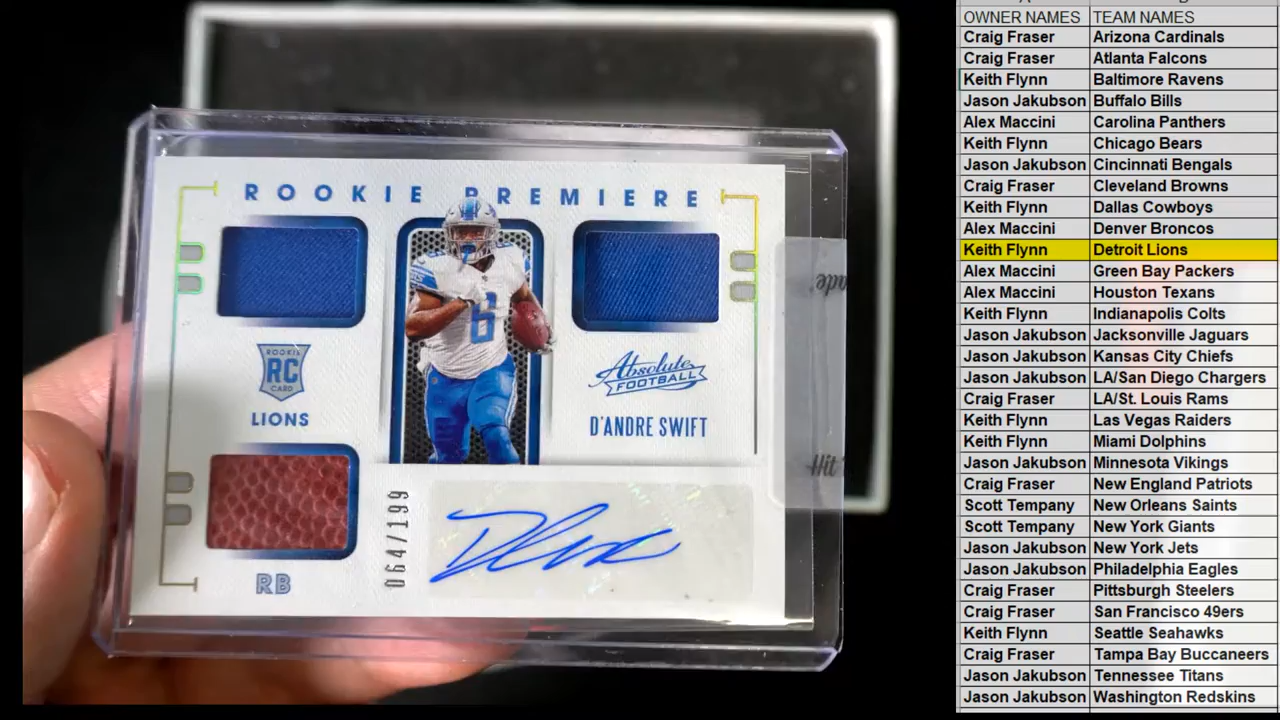 OWNER NAMES TEAM NAMES
Craig Fraser Arizona Cardinals
Craig Fraser Atlanta Falcons
Keith Flynn Baltimore Ravens
Jason Jakubson Buffalo Bills
Alex Maccini Carolina Panthers
Keith Flynn Chicago Bears
Jason Jakubson Cincinnati Bengals
Craig Fraser Cleveland Browns
Keith Flynn Dallas Cowboys
Alex Maccini Denver Broncos
Keith Flynn Detroit Lions
Alex Maccini Green Bay Packers
Alex Maccini Houston Texans
Keith Flynn Indianapolis Colts
Jason Jakubson Jacksonville Jaguars
Jason Jakubson Kansas City Chiefs
Jason Jakubson LA/San Diego Chargers
Craig Fraser LA/St. Louis Rams
Keith Flynn Las Vegas Raiders
Keith Flynn Miami Dolphins
Jason Jakubson Minnesota Vikings
Craig Fraser New England Patriots
Scott Tempany New Orleans Saints
Scott Tempany New York Giants
Jason Jakubson New York Jets
Jason Jakubson Philadelphia Eagles
Craig Fraser Pittsburgh Steelers
Craig Fraser San Francisco 49ers
Keith Flynn Seattle Seahawks
Craig Fraser Tampa Bay Buccaneers
Jason Jakubson Tennessee Titans
Jason Jakubson Washington Redskins
ROOKIE PREMIERE
6
ROOKIE
RC
CARD
LIONS
Absolute
FOOTBALL
D'ANDRE SWIFT
Hit
064/199
RB